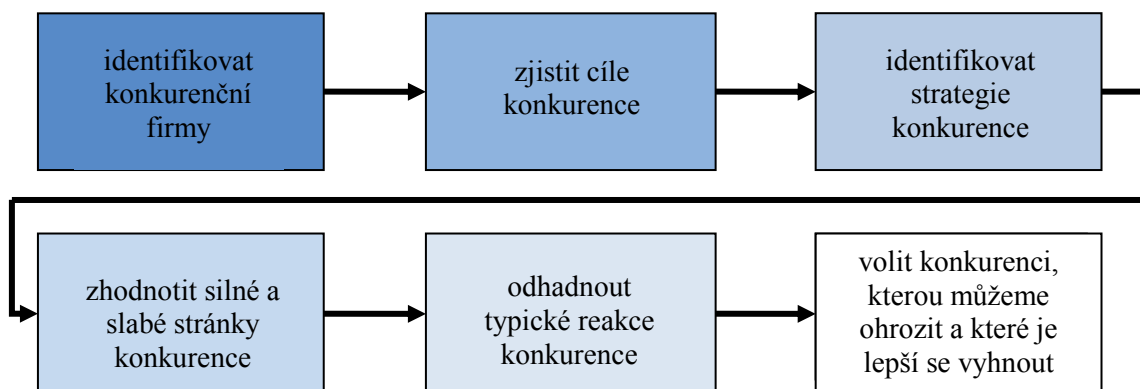 identifikovat
konkurenční
firmy
zjistit cíle
konkurence
identifikovat
strategie
konkurence
zhodnotit silné a
slabé stránky
konkurence
odhadnout
typické reakce
konkurence
volit konkurenci,
kterou můžeme
ohrozit a které je
lepší se vyhnout